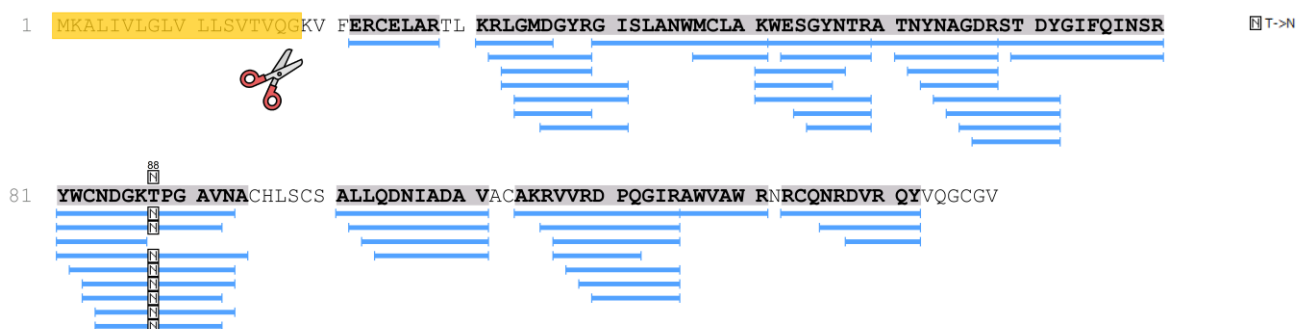 1 MKALIVLGLV LLSVTVQGKV FERCELARTL KRLGMDGYRG ISLANWMCLA KWESGYNTRA TNYNAGDRST DYGIFQINSR N T->N
88
N
81 YWCNDGKTPG AVNACHLSCS ALLQDNIADA VACAKRVVRD PQGIRAWVAW RNRCQNRDVR QYVQGCGV
N
N
N
N
N
N
N
N